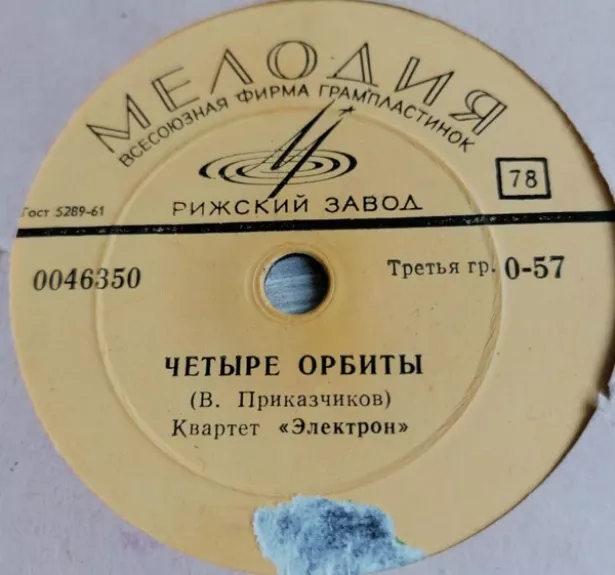 МЕЛОДИЯ
ВСЕСОЮЗНАЯ ФИРМА ГРАМПЛАСТИНОК
78
Гост 5289-61
РИЖСКИЙ ЗАВОД
0046350
Третья гр. 0-57
ЧЕТЫРЕ ОРБИТЫ
(В. Приказчиков)
Квартет «Электрон»